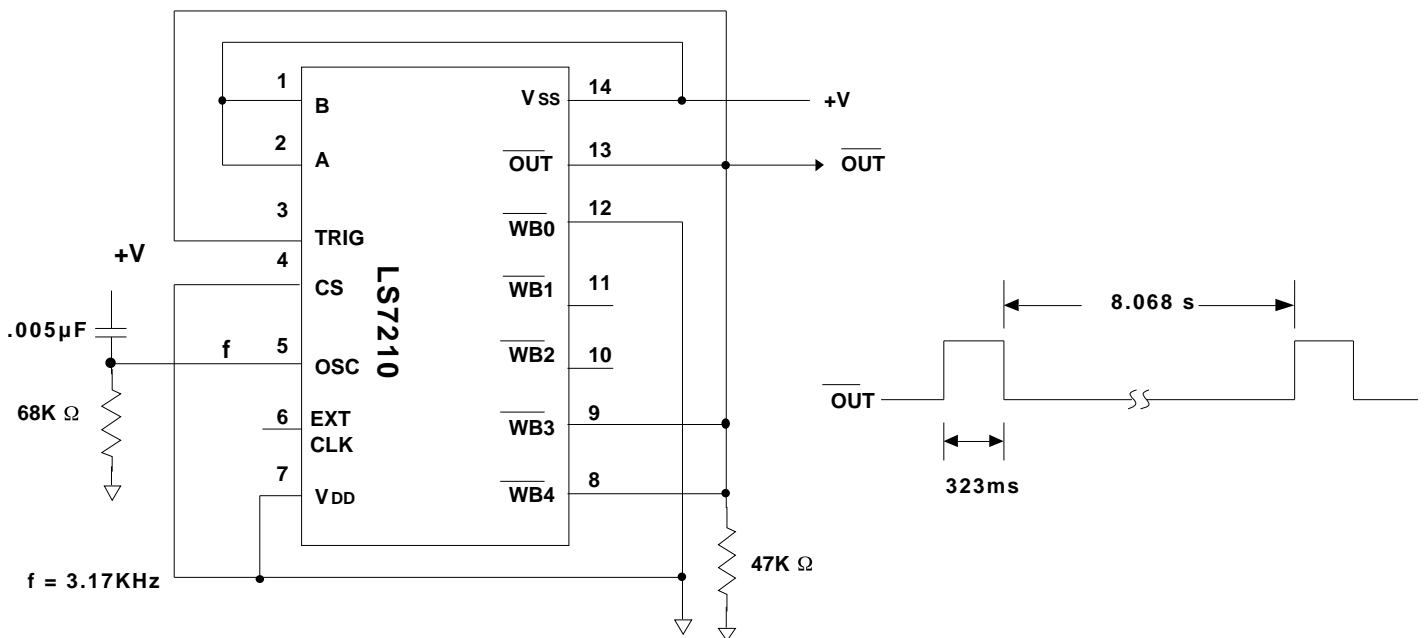 1
B
2
A
3
TRIG
4
CS
5
OSC
6
EXT
CLK
7
VDD
LS7210
VSS
14
+V
OUT
13
OUT
WB0
12
WB1
11
WB2
10
WB3
9
WB4
8
+V
.005µF
f
68K Ω
f = 3.17KHz
47K Ω
8.068 s
OUT
323ms